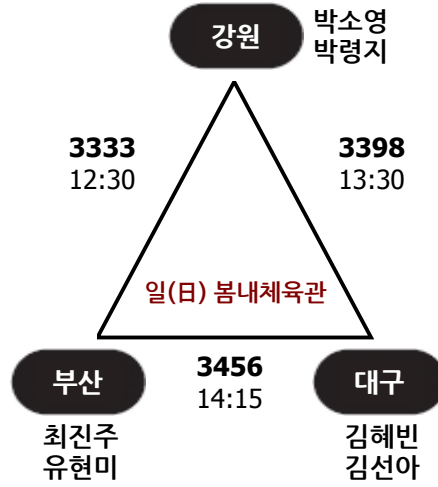 강원
박소영
박령지
3333
12:30
3398
13:30
일(日) 봄내체육관
부산
3456
14:15
대구
최진주
유현미
김혜빈
김선아